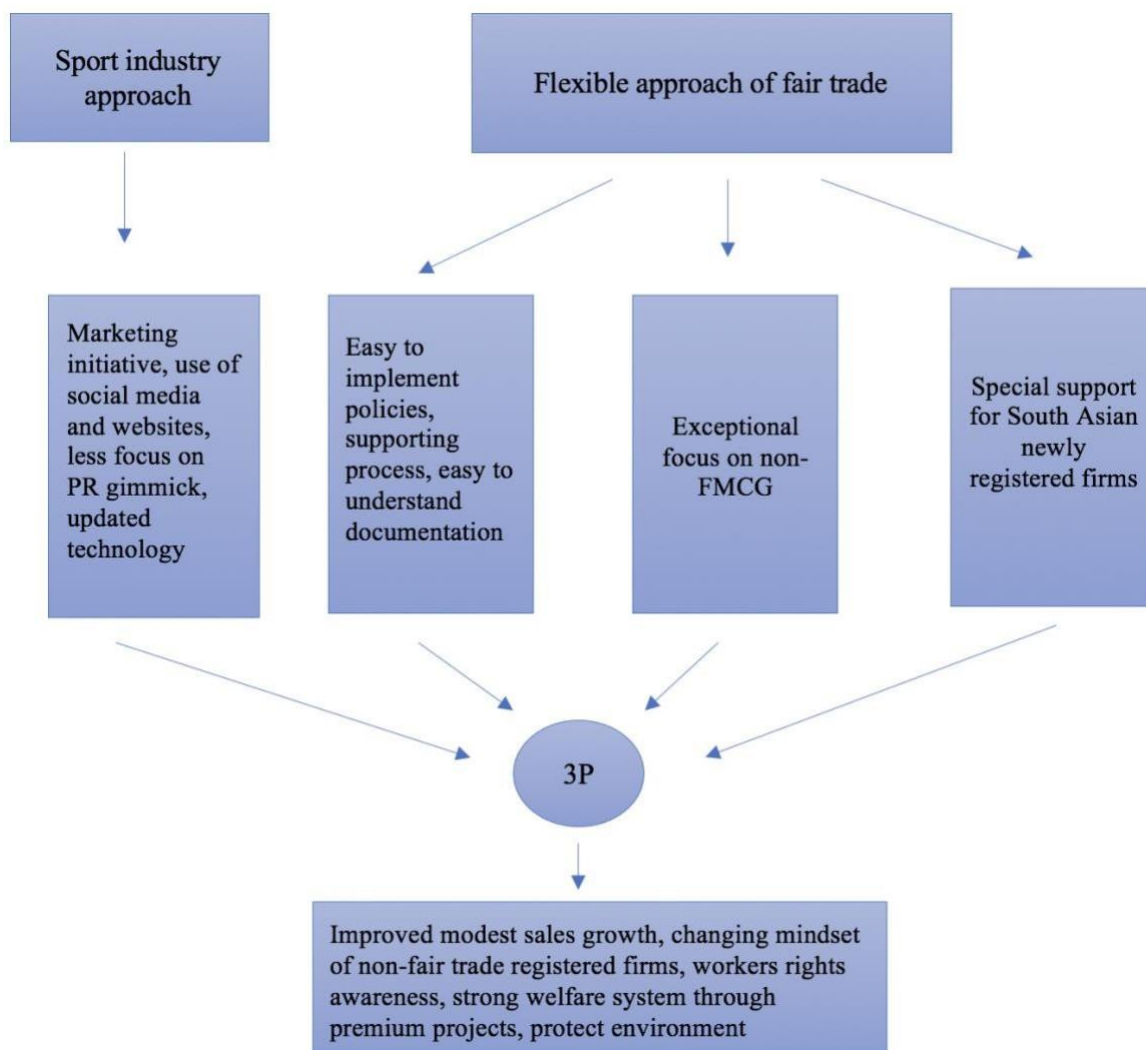 Sport industry
approach
Flexible approach of fair trade
Marketing
initiative, use of
social media
and websites,
less focus on
PR gimmick,
updated
technology
Easy to
implement
policies,
supporting
process, easy to
understand
documentation
Exceptional
focus on non-
FMCG
Special support
for South Asian
newly
registered firms
3P
Improved modest sales growth, changing mindset
of non-fair trade registered firms, workers rights
awareness, strong welfare system through
premium projects, protect environment